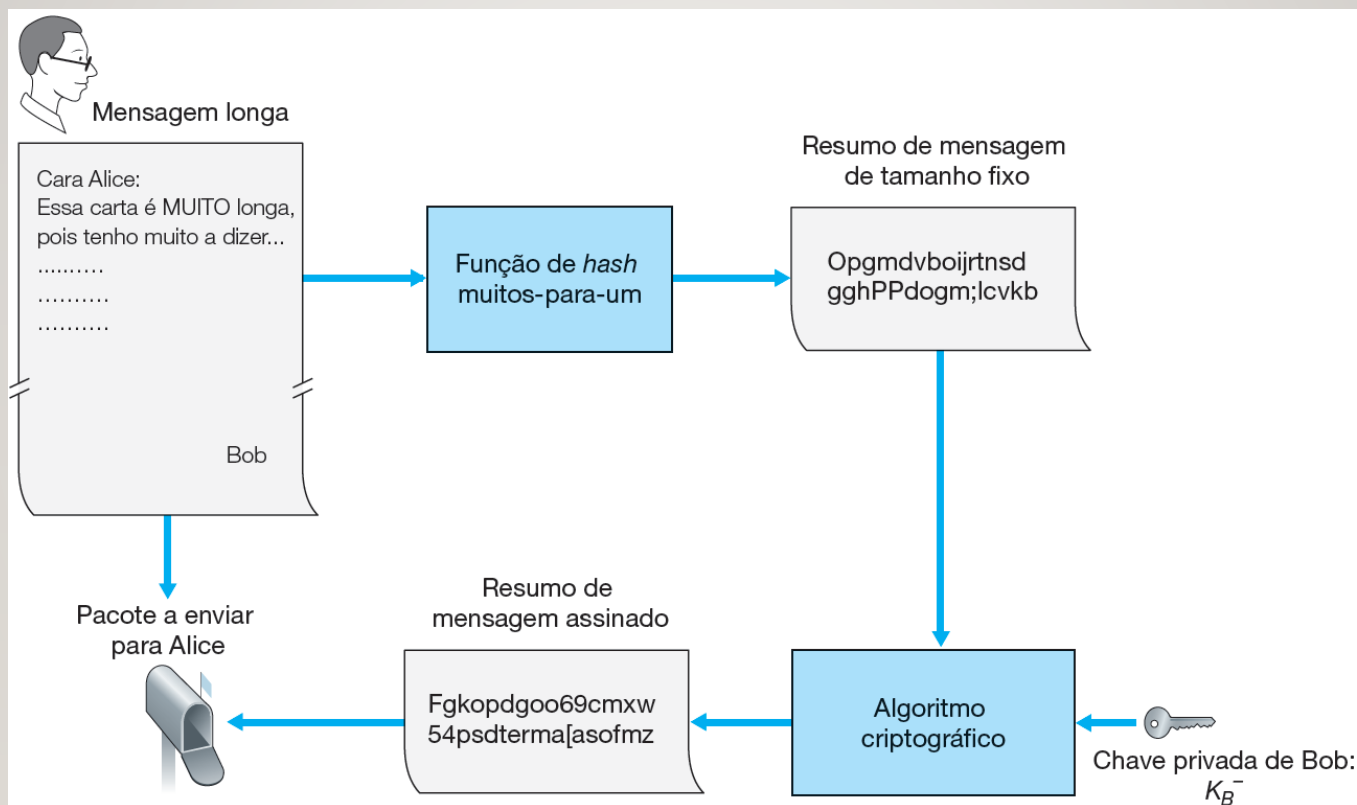 Mensagem longa
Cara Alice:
Essa carta é MUITO longa,
pois tenho muito a dizer...
..........
..........
..........
Bob
Função de hash
muitos-para-um
Resumo de mensagem
de tamanho fixo
Opgmdvboijrtnsd
gghPPdogm;lcvkb
Algoritmo
criptográfico
Chave privada de Bob:
K_B^-
Resumo de
mensagem assinado
Fgkopdgoo69cmxw
54psdterma[asofmz
Pacote a enviar
para Alice